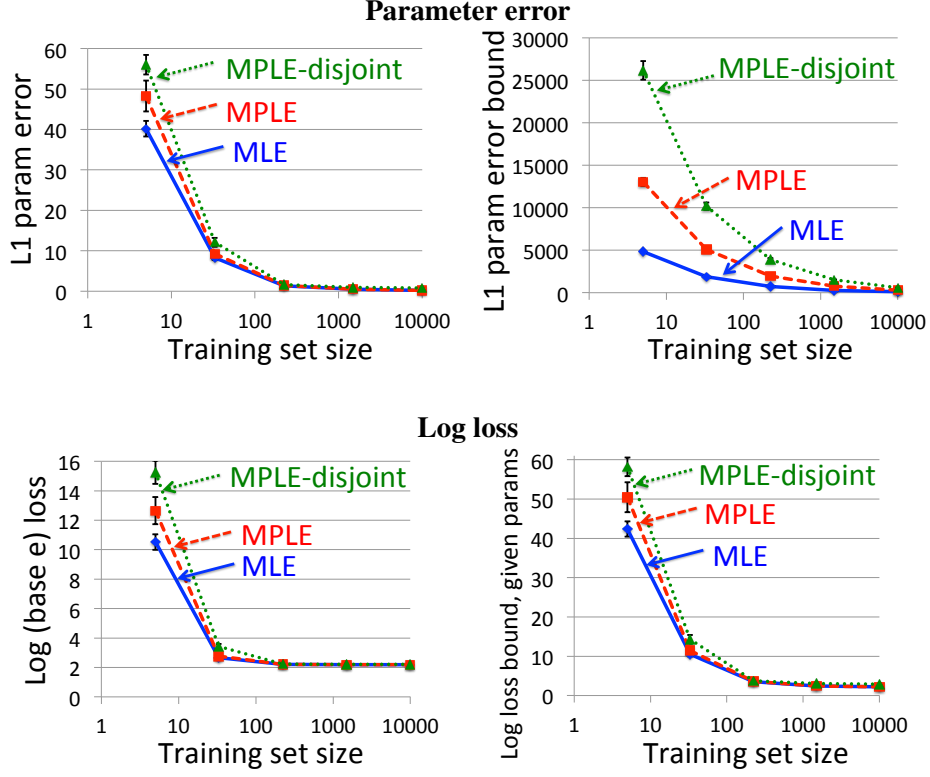 Parameter error
L1 param error
60
50
40
30
20
10
0
MPLE-disjoint
MPLE
MLE
1
10
100
1000
10000
Training set size
L1 param error bound
30000
25000
20000
15000
10000
5000
0
MPLE-disjoint
MPLE
MLE
1
10
100
1000
10000
Training set size
Log loss
Log (base e) loss
16
14
12
10
8
6
4
2
0
MPLE-disjoint
MPLE
MLE
1
10
100
1000
10000
Training set size
Log loss bound, given params
60
50
40
30
20
10
0
MPLE-disjoint
MPLE
MLE
1
10
100
1000
10000
Training set size